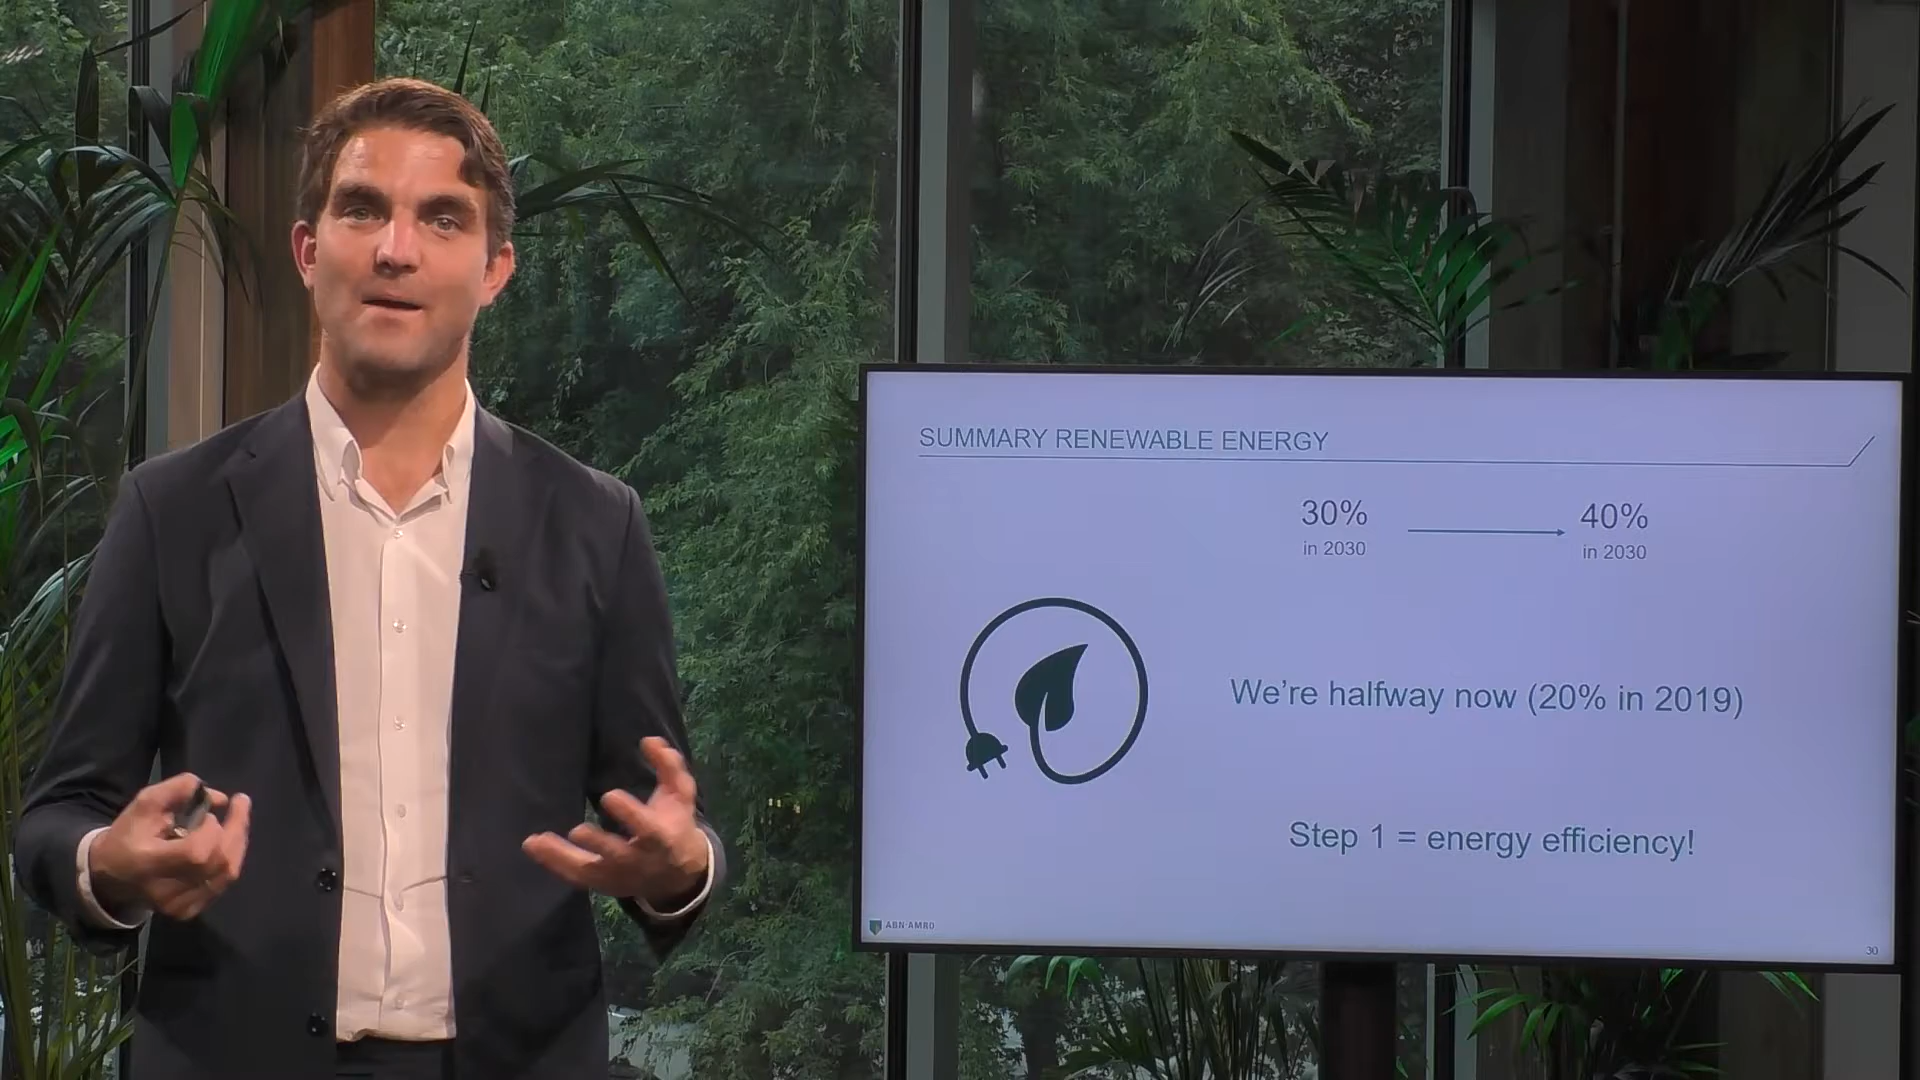 SUMMARY RENEWABLE ENERGY
30% 40%
in 2030 in 2030
We're halfway now (20% in 2019)
Step 1 = energy efficiency!
ABN·AMRO
30